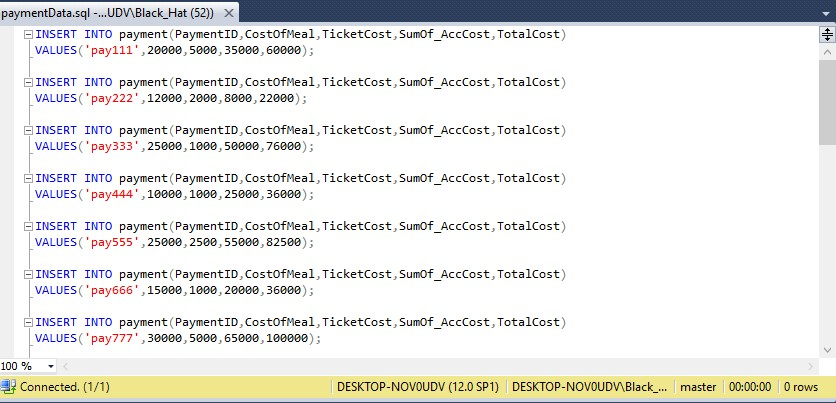 paymentData.sql -...UDV\Black_Hat (52))
INSERT INTO payment(PaymentID,CostOfMeal,TicketCost,SumOf_AccCost,TotalCost)
VALUES('pay111',20000,5000,35000,60000);
INSERT INTO payment(PaymentID,CostOfMeal,TicketCost,SumOf_AccCost,TotalCost)
VALUES('pay222',12000,2000,8000,22000);
INSERT INTO payment(PaymentID,CostOfMeal,TicketCost,SumOf_AccCost,TotalCost)
VALUES('pay333',25000,1000,50000,76000);
INSERT INTO payment(PaymentID,CostOfMeal,TicketCost,SumOf_AccCost,TotalCost)
VALUES('pay444',10000,1000,25000,36000);
INSERT INTO payment(PaymentID,CostOfMeal,TicketCost,SumOf_AccCost,TotalCost)
VALUES('pay555',25000,2500,55000,82500);
INSERT INTO payment(PaymentID,CostOfMeal,TicketCost,SumOf_AccCost,TotalCost)
VALUES('pay666',15000,1000,20000,36000);
INSERT INTO payment(PaymentID,CostOfMeal,TicketCost,SumOf_AccCost,TotalCost)
VALUES('pay777',30000,5000,65000,100000);
100 %
Connected. (1/1) DESKTOP-NOV0UDV (12.0 SP1) DESKTOP-NOV0UDV\Black_... master 00:00:00 0 rows